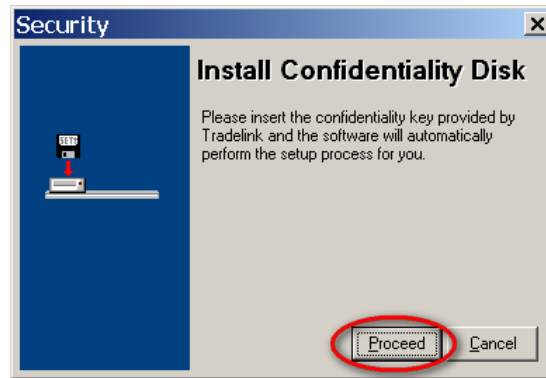 Security
Install Confidentiality Disk
Please insert the confidentiality key provided by
Tradelink and the software will automatically
perform the setup process for you.
SETUP
Proceed Cancel